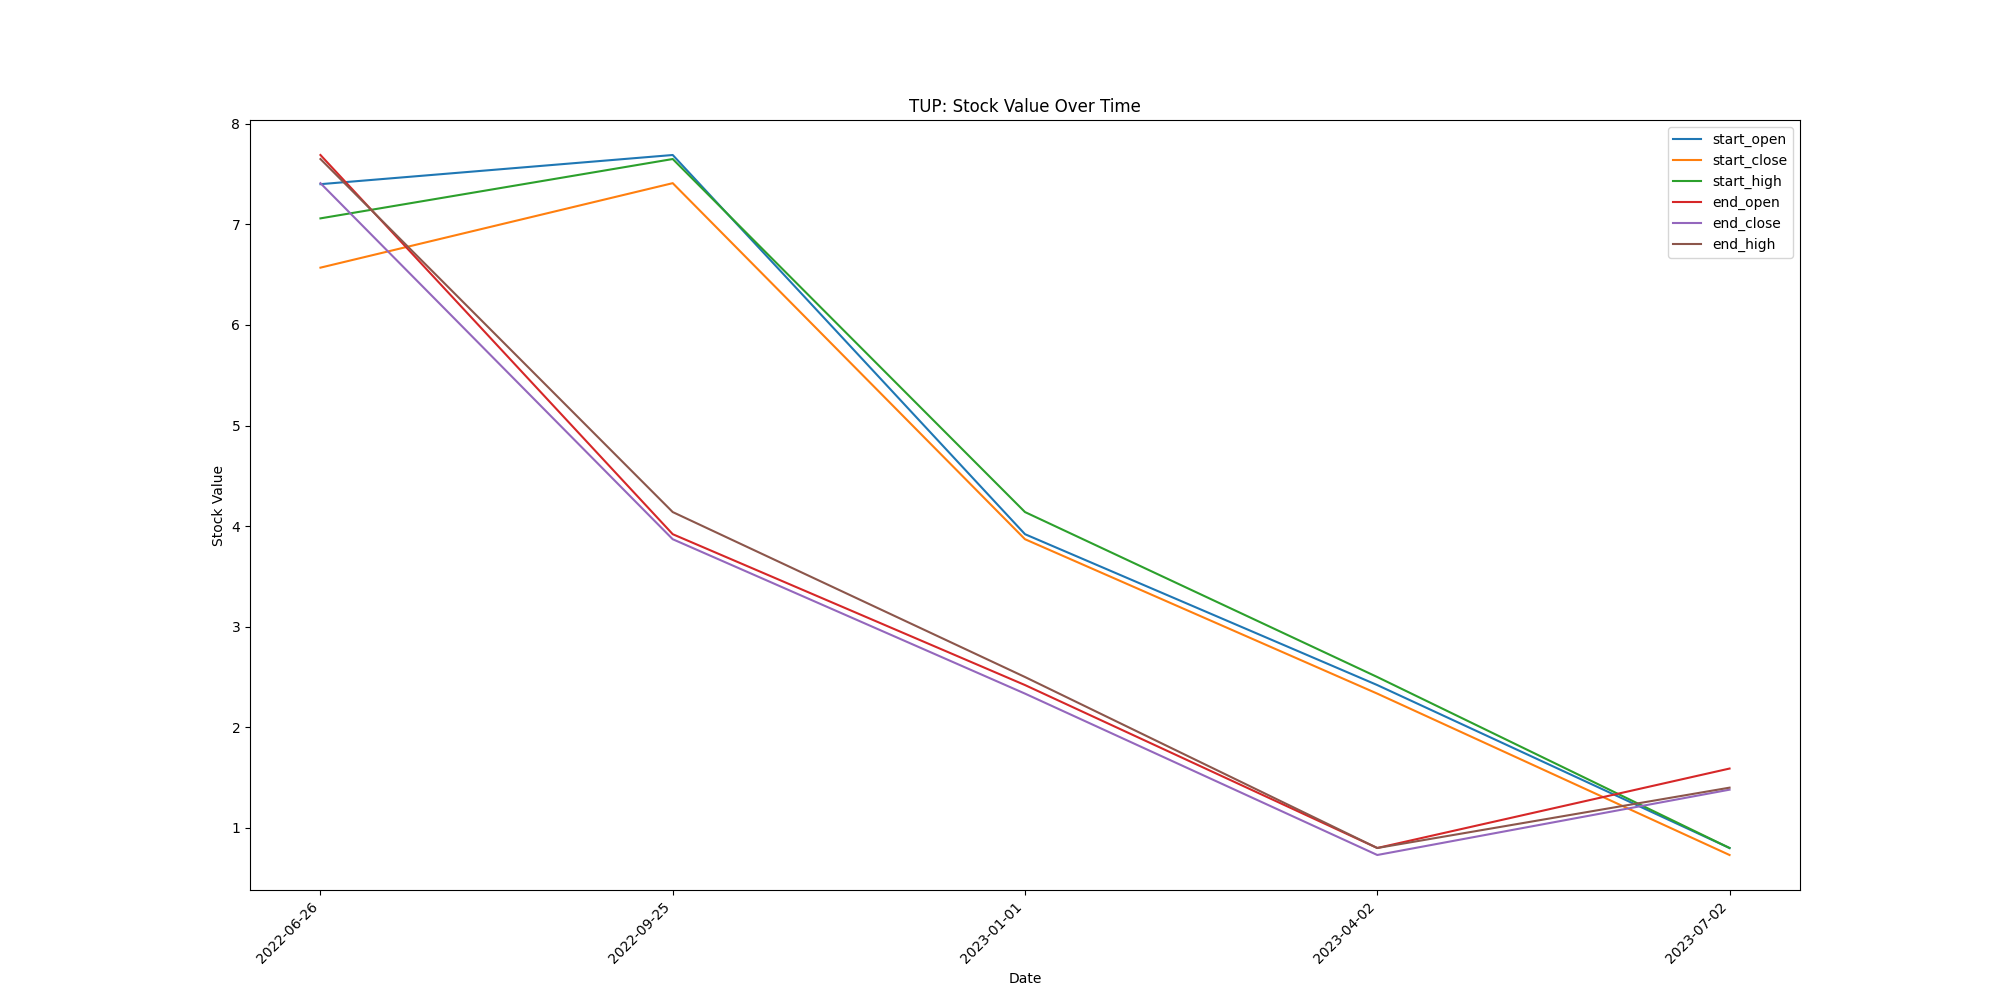 TUP: Stock Value Over Time
8
7
6
5
4
3
2
1
Stock Value
start_open
start_close
start_high
end_open
end_close
end_high
2022-06-26
2022-09-25
2023-01-01
2023-04-02
2023-07-02
Date